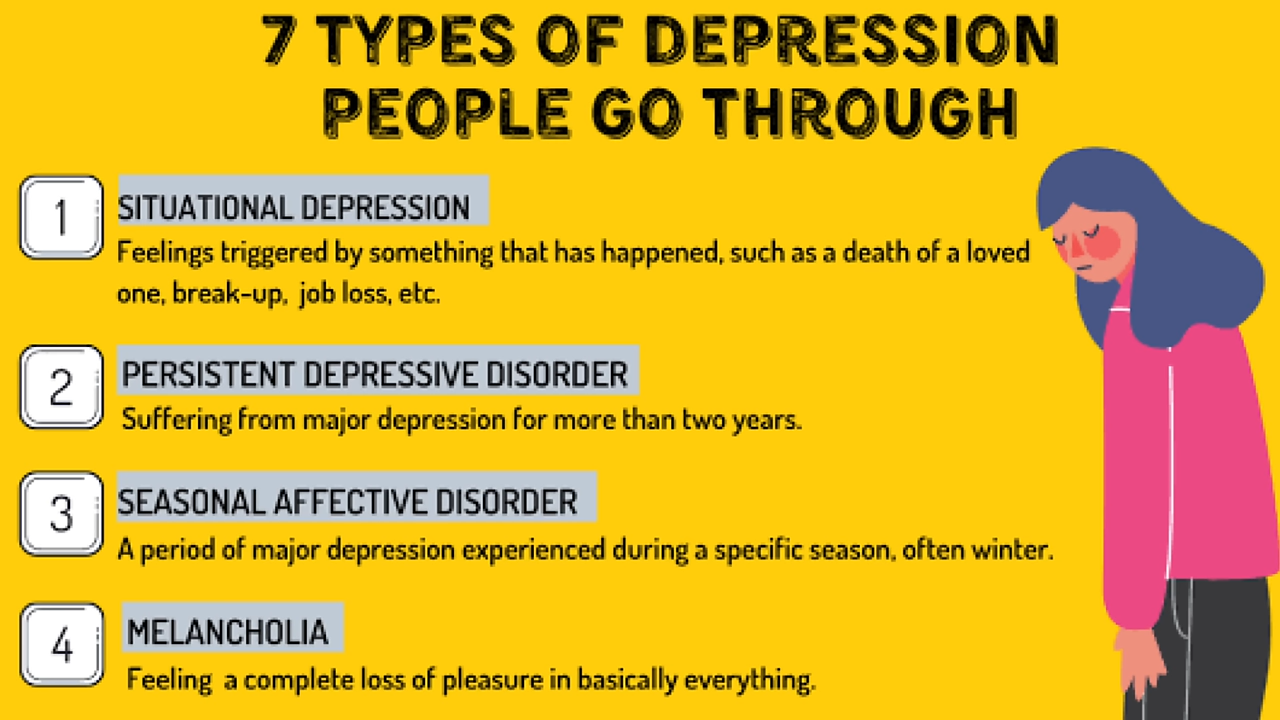 7 TYPES OF DEPRESSION
PEOPLE GO THROUGH
1
SITUATIONAL DEPRESSION
Feelings triggered by something that has happened, such as a death of a loved
one, break-up, job loss, etc.
2
PERSISTENT DEPRESSIVE DISORDER
Suffering from major depression for more than two years.
3
SEASONAL AFFECTIVE DISORDER
A period of major depression experienced during a specific season, often winter.
4
MELANCHOLIA
Feeling a complete loss of pleasure in basically everything.